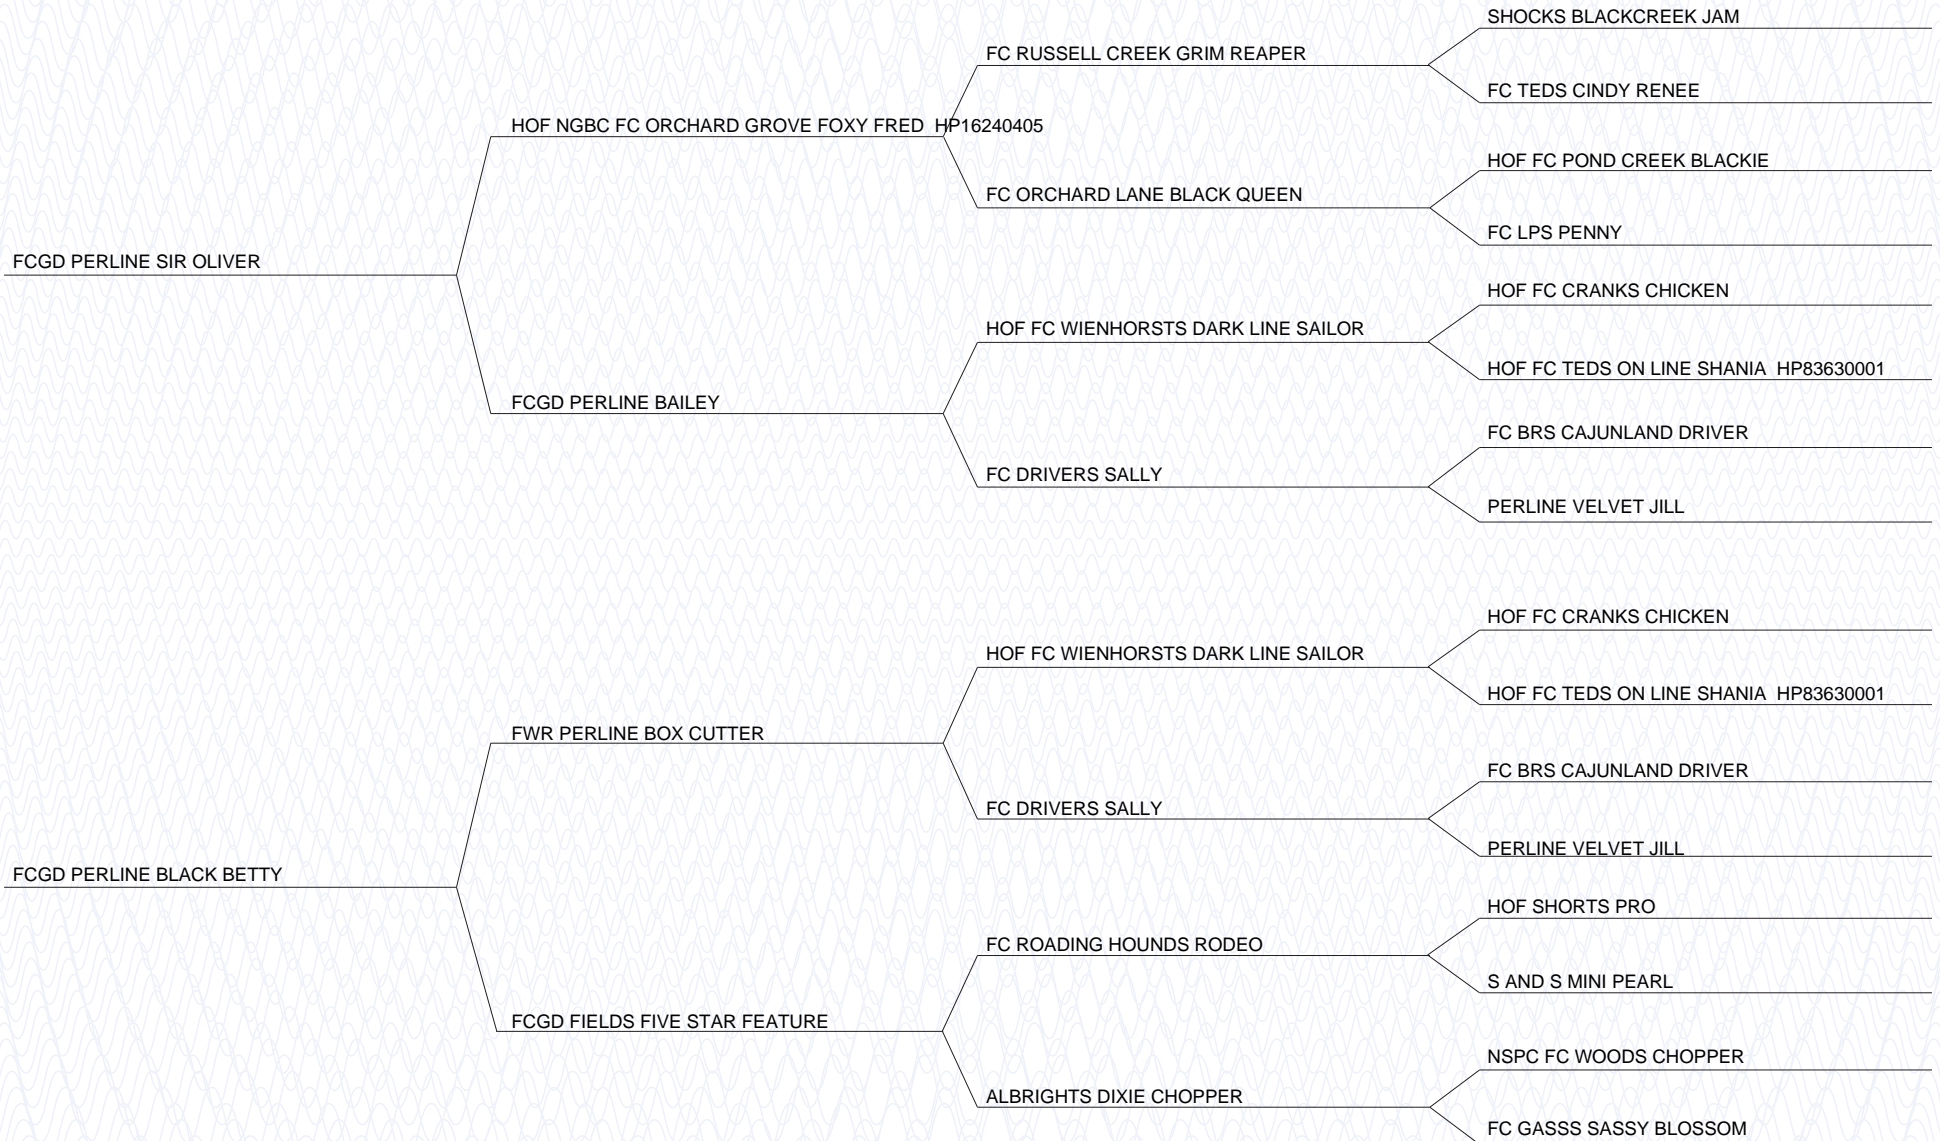 SHOCKS BLACKCREEK JAM
FC RUSSELL CREEK GRIM REAPER
FC TEDS CINDY RENEE
HOF NGBC FC ORCHARD GROVE FOXY FRED HP16240405
HOF FC POND CREEK BLACKIE
FC ORCHARD LANE BLACK QUEEN
FC LPS PENNY
FCGD PERLINE SIR OLIVER
HOF FC CRANKS CHICKEN
HOF FC WIENHORSTS DARK LINE SAILOR
HOF FC TEDS ON LINE SHANIA HP83630001
FCGD PERLINE BAILEY
FC BRS CAJUNLAND DRIVER
FC DRIVERS SALLY
PERLINE VELVET JILL
HOF FC CRANKS CHICKEN
HOF FC WIENHORSTS DARK LINE SAILOR
HOF FC TEDS ON LINE SHANIA HP83630001
FWR PERLINE BOX CUTTER
FC BRS CAJUNLAND DRIVER
FC DRIVERS SALLY
PERLINE VELVET JILL
FCGD PERLINE BLACK BETTY
HOF SHORTS PRO
FC ROADING HOUNDS RODEO
S AND S MINI PEARL
FCGD FIELDS FIVE STAR FEATURE
NSPC FC WOODS CHOPPER
ALBRIGHTS DIXIE CHOPPER
FC GASSS SASSY BLOSSOM